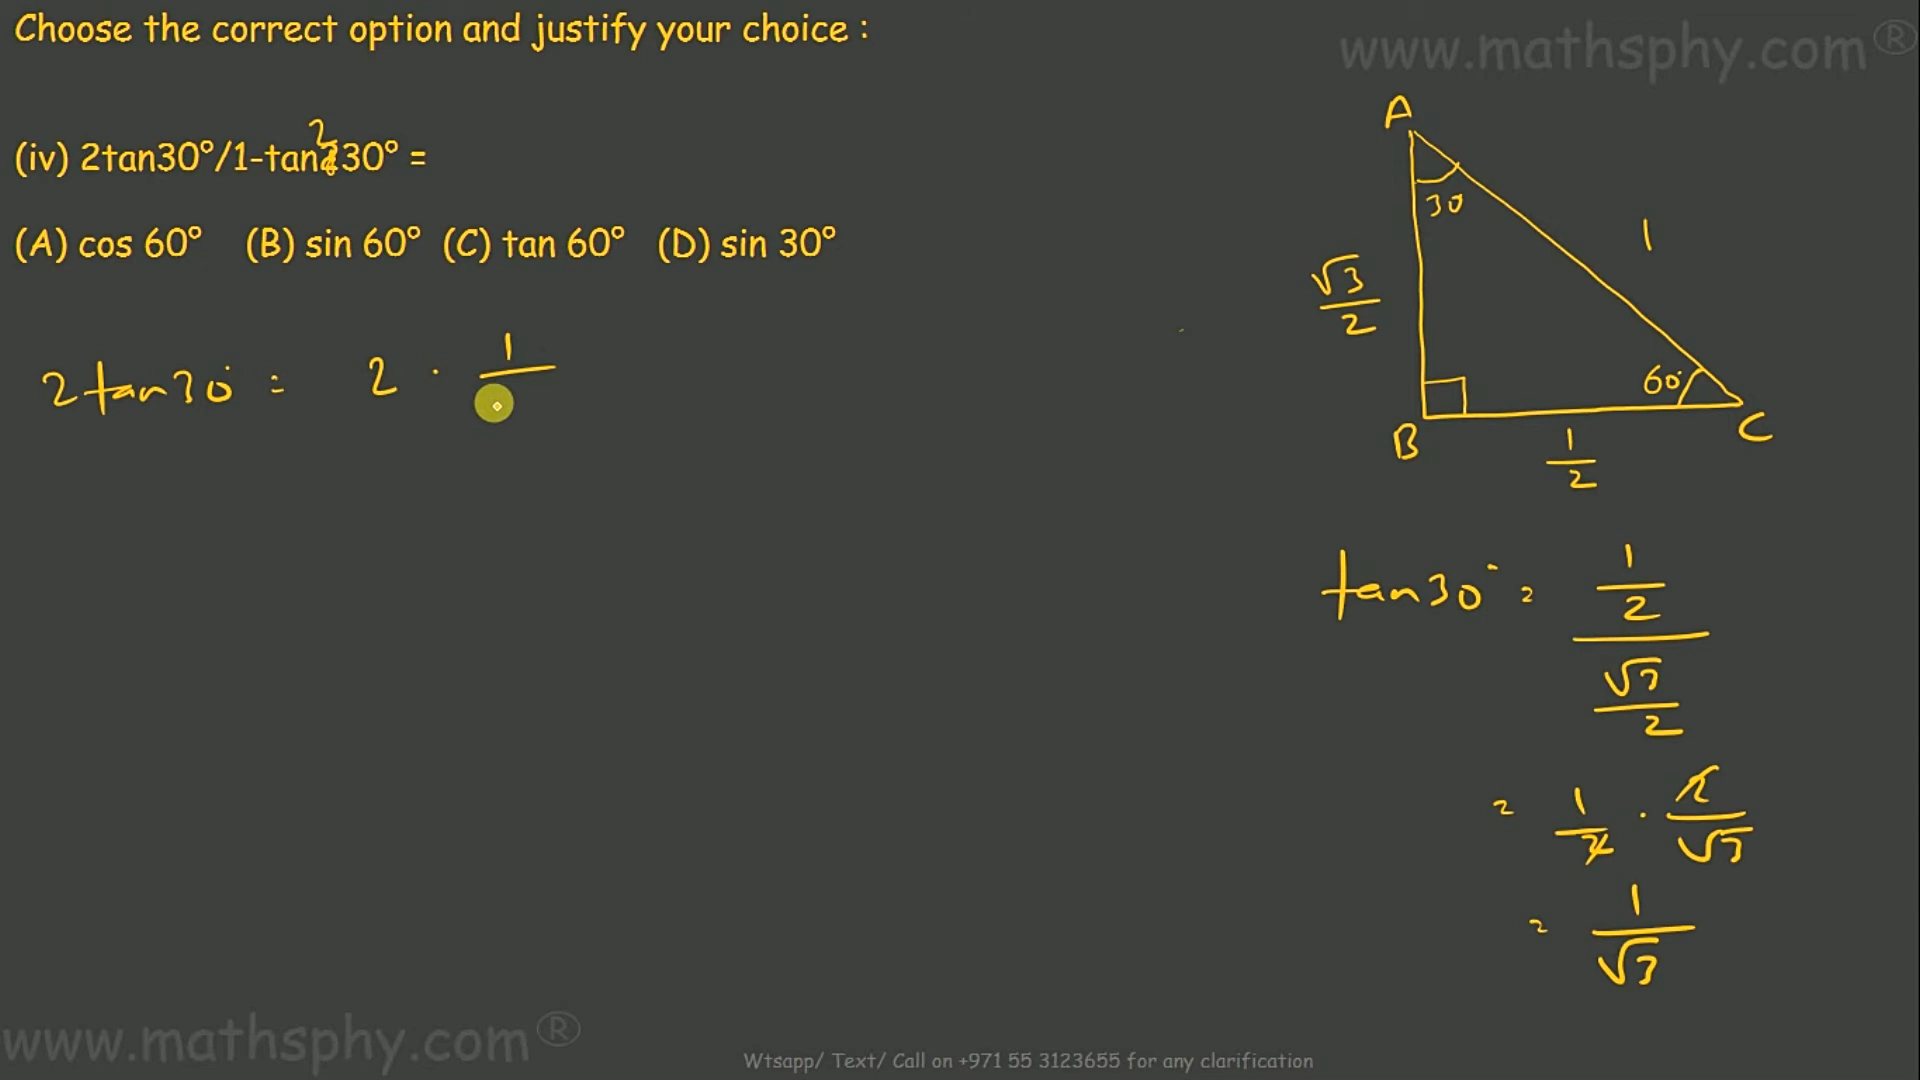 Choose the correct option and justify your choice :
www.mathsphy.com®
(iv) 2tan30°/1-tan²30° =
(A) cos 60° (B) sin 60° (C) tan 60° (D) sin 30°
2tan30° = 2 · 1
A
30
1
√3/2
60°
B
C
1/2
tan30° = 1/2
√3/2
= 1/2 · 2/√3
= 1/√3
www.mathsphy.com®
Wtsapp/ Text/ Call on +971 55 3123655 for any clarification